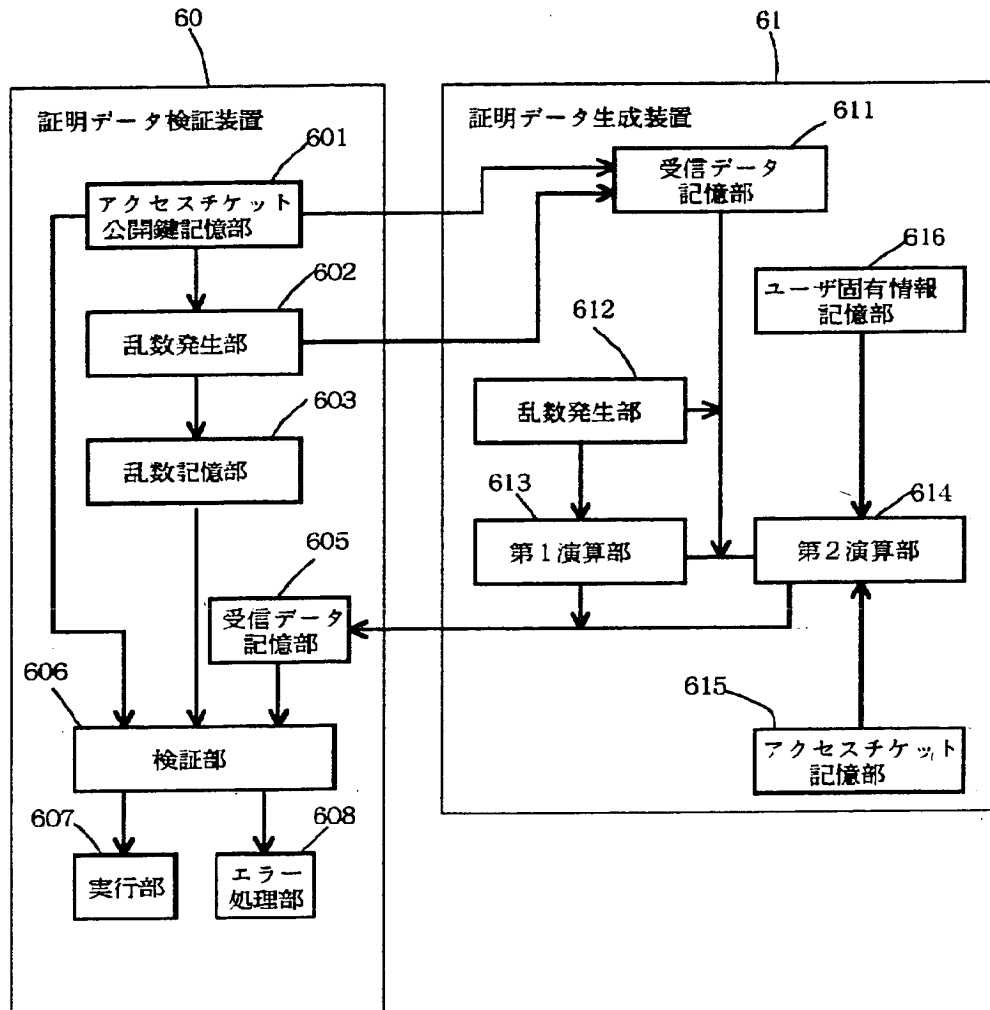 60
61
証明データ検証装置
601
アクセスチケット
公開鍵記憶部
602
乱数発生部
603
乱数記憶部
605
受信データ
記憶部
606
検証部
607
実行部
608
エラー
処理部
証明データ生成装置
611
受信データ
記憶部
616
ユーザ固有情報
記憶部
612
乱数発生部
613
第1演算部
614
第2演算部
615
アクセスチケット
記憶部